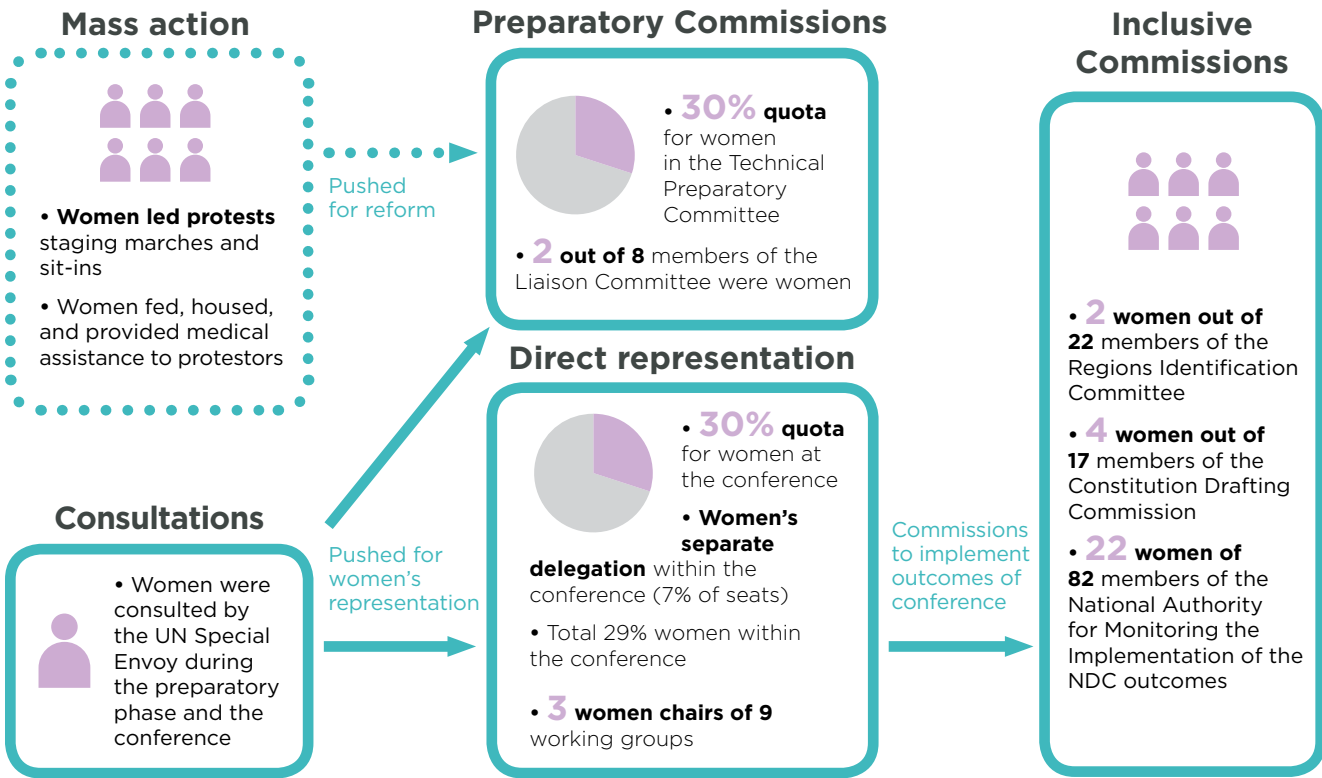 Mass action
• Women led protests
staging marches and
sit-ins
• Women fed, housed,
and provided medical
assistance to protestors
Pushed
for reform
Preparatory Commissions
• 30% quota
for women
in the Technical
Preparatory
Committee
• 2 out of 8 members of the
Liaison Committee were women
Consultations
• Women were
consulted by
the UN Special
Envoy during
the preparatory
phase and the
conference
Pushed for
women's
representation
Direct representation
• 30% quota
for women at
the conference
• Women's
separate
delegation within the
conference (7% of seats)
• Total 29% women within
the conference
• 3 women chairs of 9
working groups
Commissions
to implement
outcomes of
conference
Inclusive
Commissions
• 2 women out of
22 members of the
Regions Identification
Committee
• 4 women out of
17 members of the
Constitution Drafting
Commission
• 22 women of
82 members of the
National Authority
for Monitoring the
Implementation of the
NDC outcomes